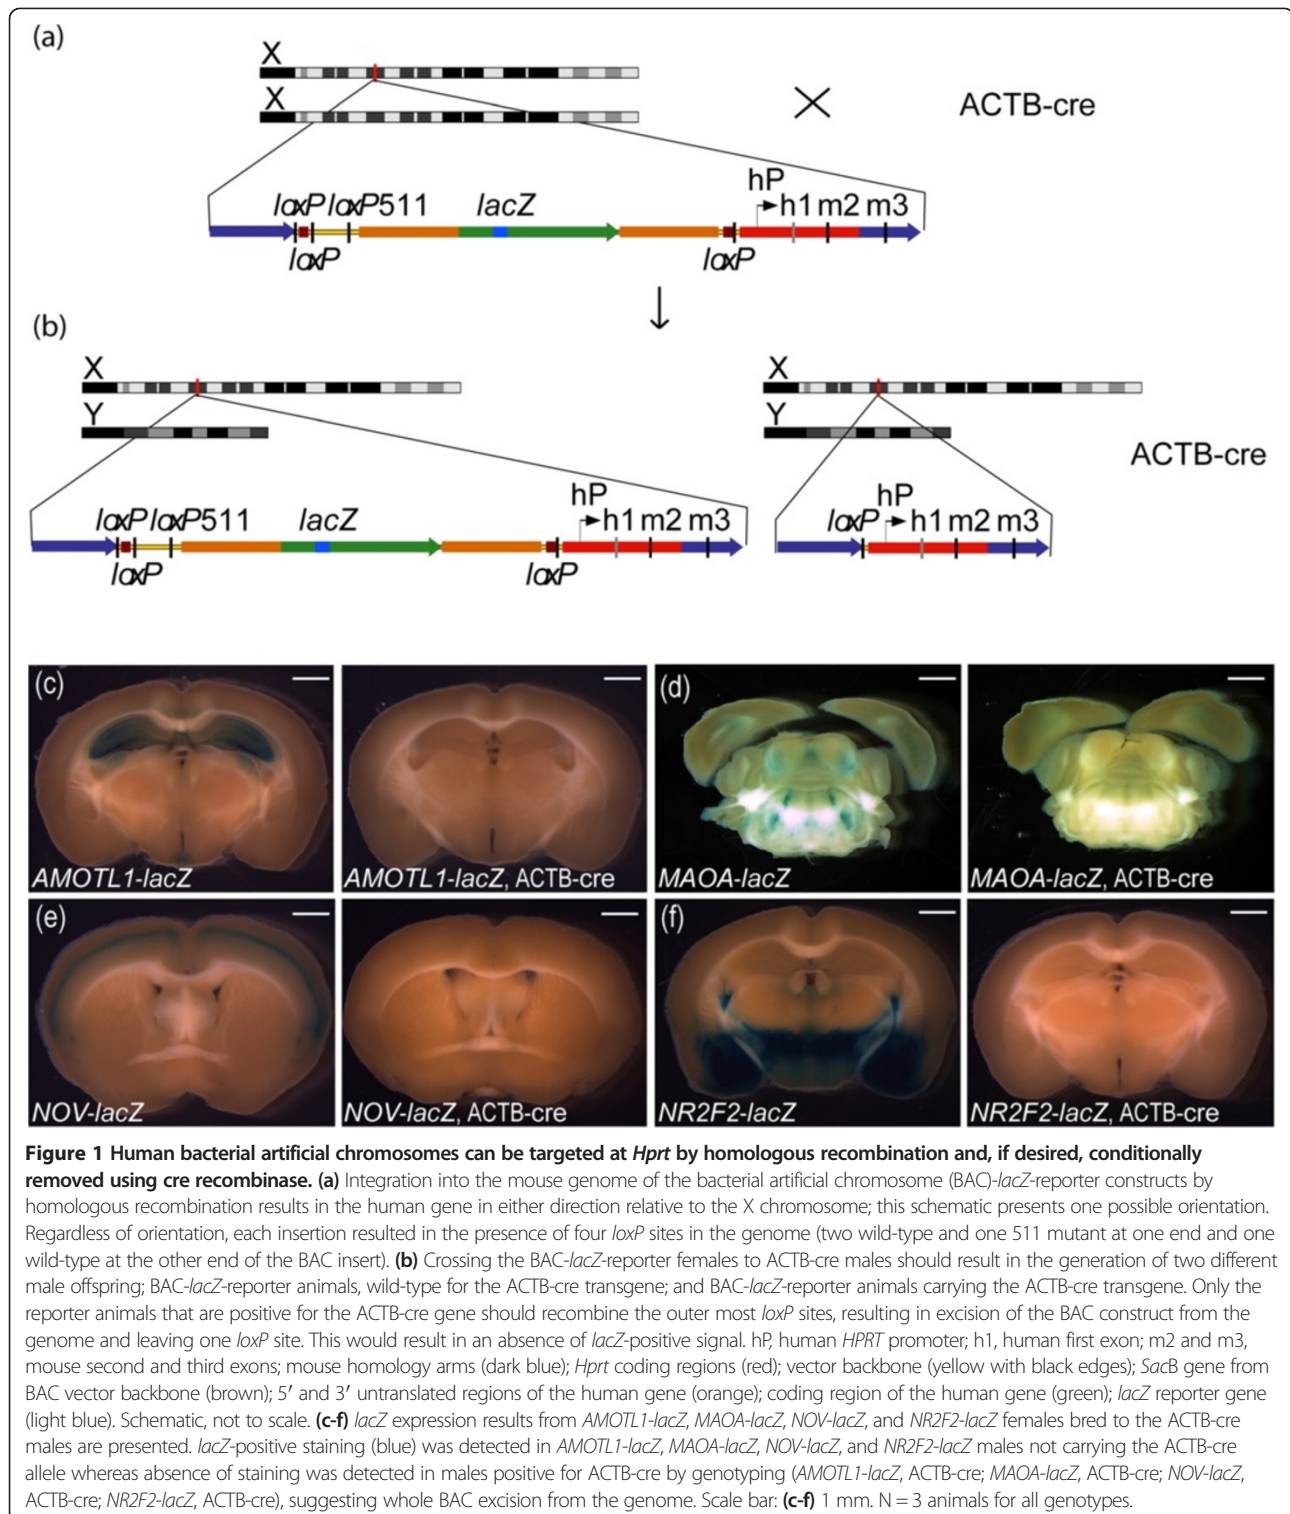 (a)
X
X
ACTB-cre
hP
loxP loxP511 lacZ h1 m2 m3
loxP loxP
(b)
X X
Y Y
ACTB-cre
hP hP
loxP loxP511 lacZ h1 m2 m3 loxP h1 m2 m3
loxP loxP
(c) (d)
AMOTL1-lacZ AMOTL1-lacZ, ACTB-cre MAOA-lacZ MAOA-lacZ, ACTB-cre
(e) (f)
NOV-lacZ NOV-lacZ, ACTB-cre NR2F2-lacZ NR2F2-lacZ, ACTB-cre
Figure 1 Human bacterial artificial chromosomes can be targeted at Hprt by homologous recombination and, if desired, conditionally
removed using cre recombinase. (a) Integration into the mouse genome of the bacterial artificial chromosome (BAC)-lacZ-reporter constructs by
homologous recombination results in the human gene in either direction relative to the X chromosome; this schematic presents one possible orientation.
Regardless of orientation, each insertion resulted in the presence of four loxP sites in the genome (two wild-type and one 511 mutant at one end and one
wild-type at the other end of the BAC insert). (b) Crossing the BAC-lacZ-reporter females to ACTB-cre males should result in the generation of two different
male offspring; BAC-lacZ-reporter animals, wild-type for the ACTB-cre transgene; and BAC-lacZ-reporter animals carrying the ACTB-cre transgene. Only the
reporter animals that are positive for the ACTB-cre gene should recombine the outer most loxP sites, resulting in excision of the BAC construct from the
genome and leaving one loxP site. This would result in an absence of lacZ-positive signal. hP, human HPRT promoter; h1, human first exon; m2 and m3,
mouse second and third exons; mouse homology arms (dark blue); Hprt coding regions (red); vector backbone (yellow with black edges); SacB gene from
BAC vector backbone (brown); 5′ and 3′ untranslated regions of the human gene (orange); coding region of the human gene (green); lacZ reporter gene
(light blue). Schematic, not to scale. (c-f) lacZ expression results from AMOTL1-lacZ, MAOA-lacZ, NOV-lacZ, and NR2F2-lacZ females bred to the ACTB-cre
males are presented. lacZ-positive staining (blue) was detected in AMOTL1-lacZ, MAOA-lacZ, NOV-lacZ, and NR2F2-lacZ males not carrying the ACTB-cre
allele whereas absence of staining was detected in males positive for ACTB-cre by genotyping (AMOTL1-lacZ, ACTB-cre; MAOA-lacZ, ACTB-cre; NOV-lacZ,
ACTB-cre; NR2F2-lacZ, ACTB-cre), suggesting whole BAC excision from the genome. Scale bar: (c-f) 1 mm. N = 3 animals for all genotypes.